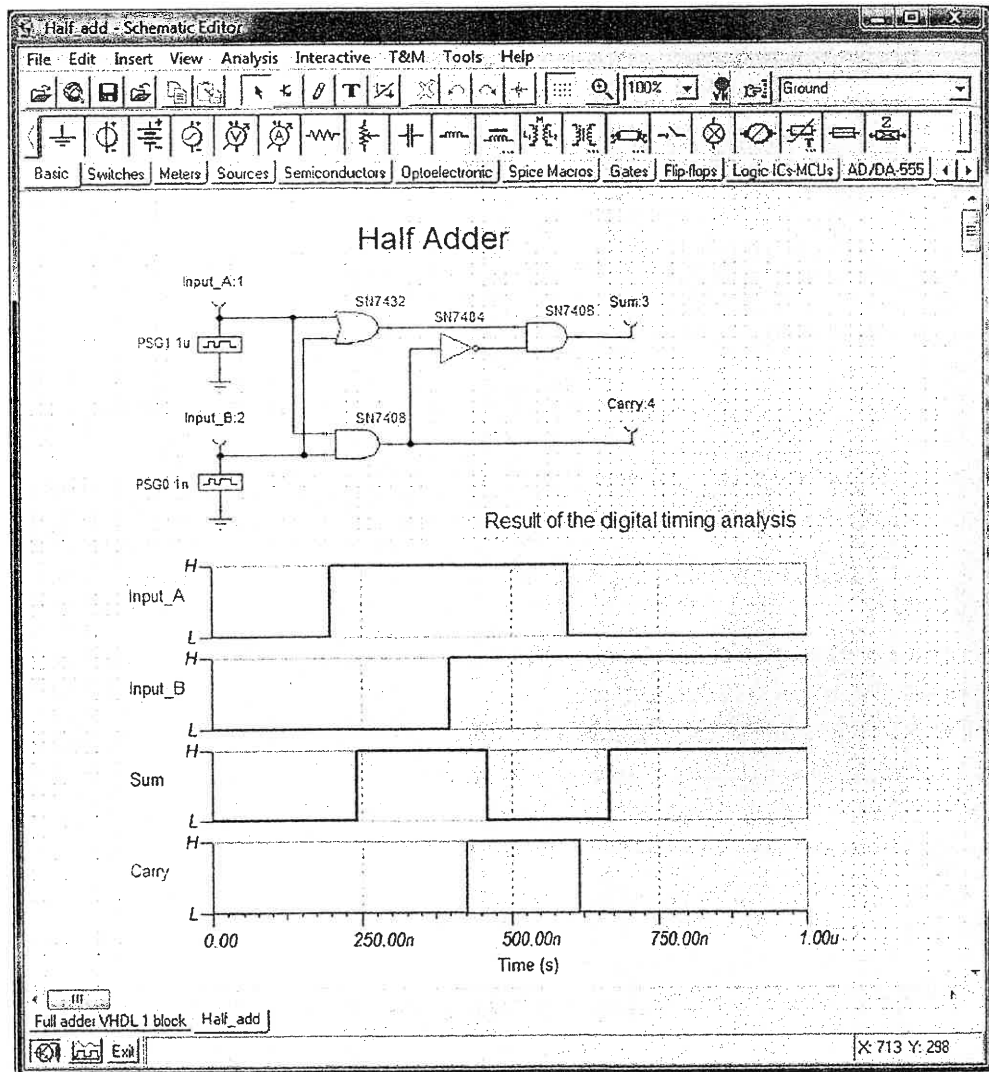 Half_add - Schematic Editor
File Edit Insert View Analysis Interactive T&M Tools Help
T 100% Ground
Basic Switches Meters Sources Semiconductors Optoelectronic Spice Macros Gates Flip-flops Logic ICs-MCUs AD/DA-555
Half Adder
Input_A:1
SN7432
SN7404
SN7408
Sum:3
PSG1 1u
Input_B:2
SN7408
Carry:4
PSG0 1n
Result of the digital timing analysis
H
Input_A
L
H
Input_B
L
H
Sum
L
H
Carry
L
0.00 250.00n 500.00n 750.00n 1.00u
Time (s)
Full adder VHDL 1 block Half_add
Exit X: 713 Y: 298